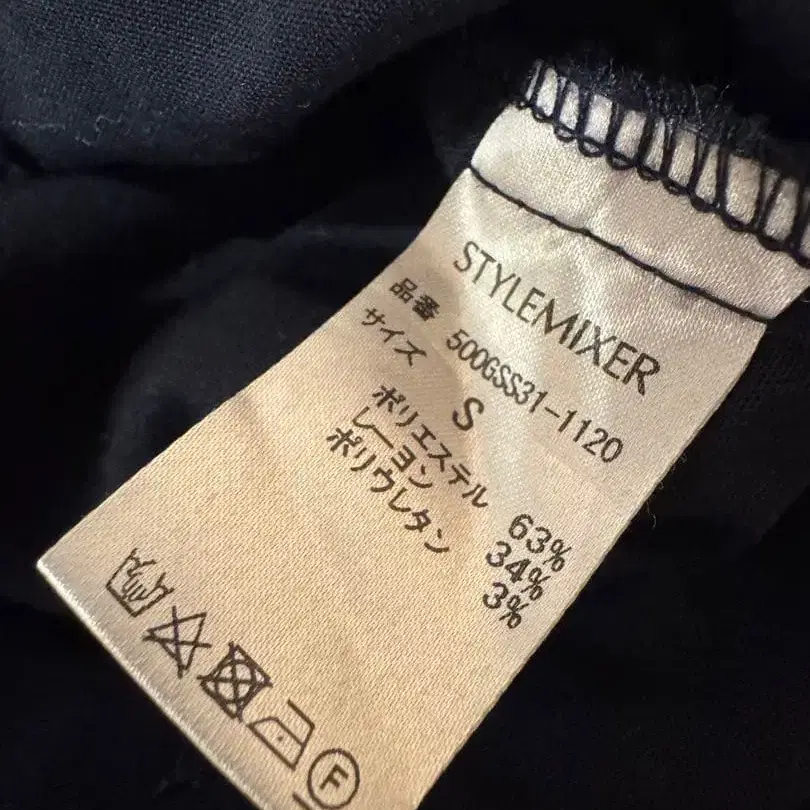 STYLEMIXER
品番 500GSS31-1120
サイズ S
ポリエステル 63%
レーヨン 34%
ポリウレタン 3%
F